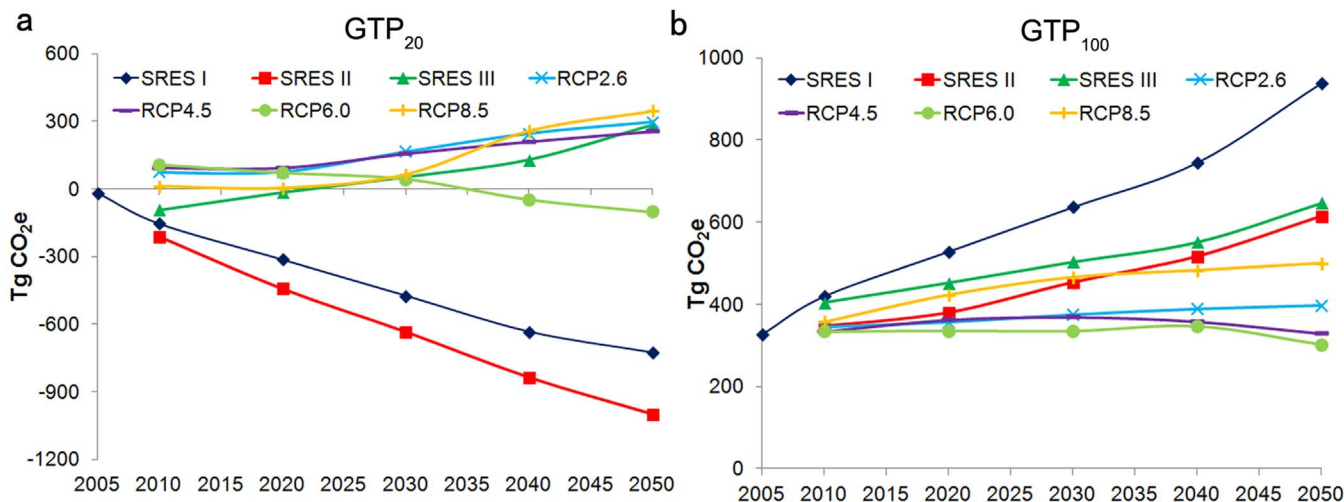 a
GTP20
600
300
0
-300
-600
-900
-1200
Tg CO2e
SRES I SRES II SRES III RCP2.6
RCP4.5 RCP6.0 RCP8.5
2005 2010 2015 2020 2025 2030 2035 2040 2045 2050
b
GTP100
1000
800
600
400
200
0
Tg CO2e
SRES I SRES II SRES III RCP2.6
RCP4.5 RCP6.0 RCP8.5
2005 2010 2015 2020 2025 2030 2035 2040 2045 2050